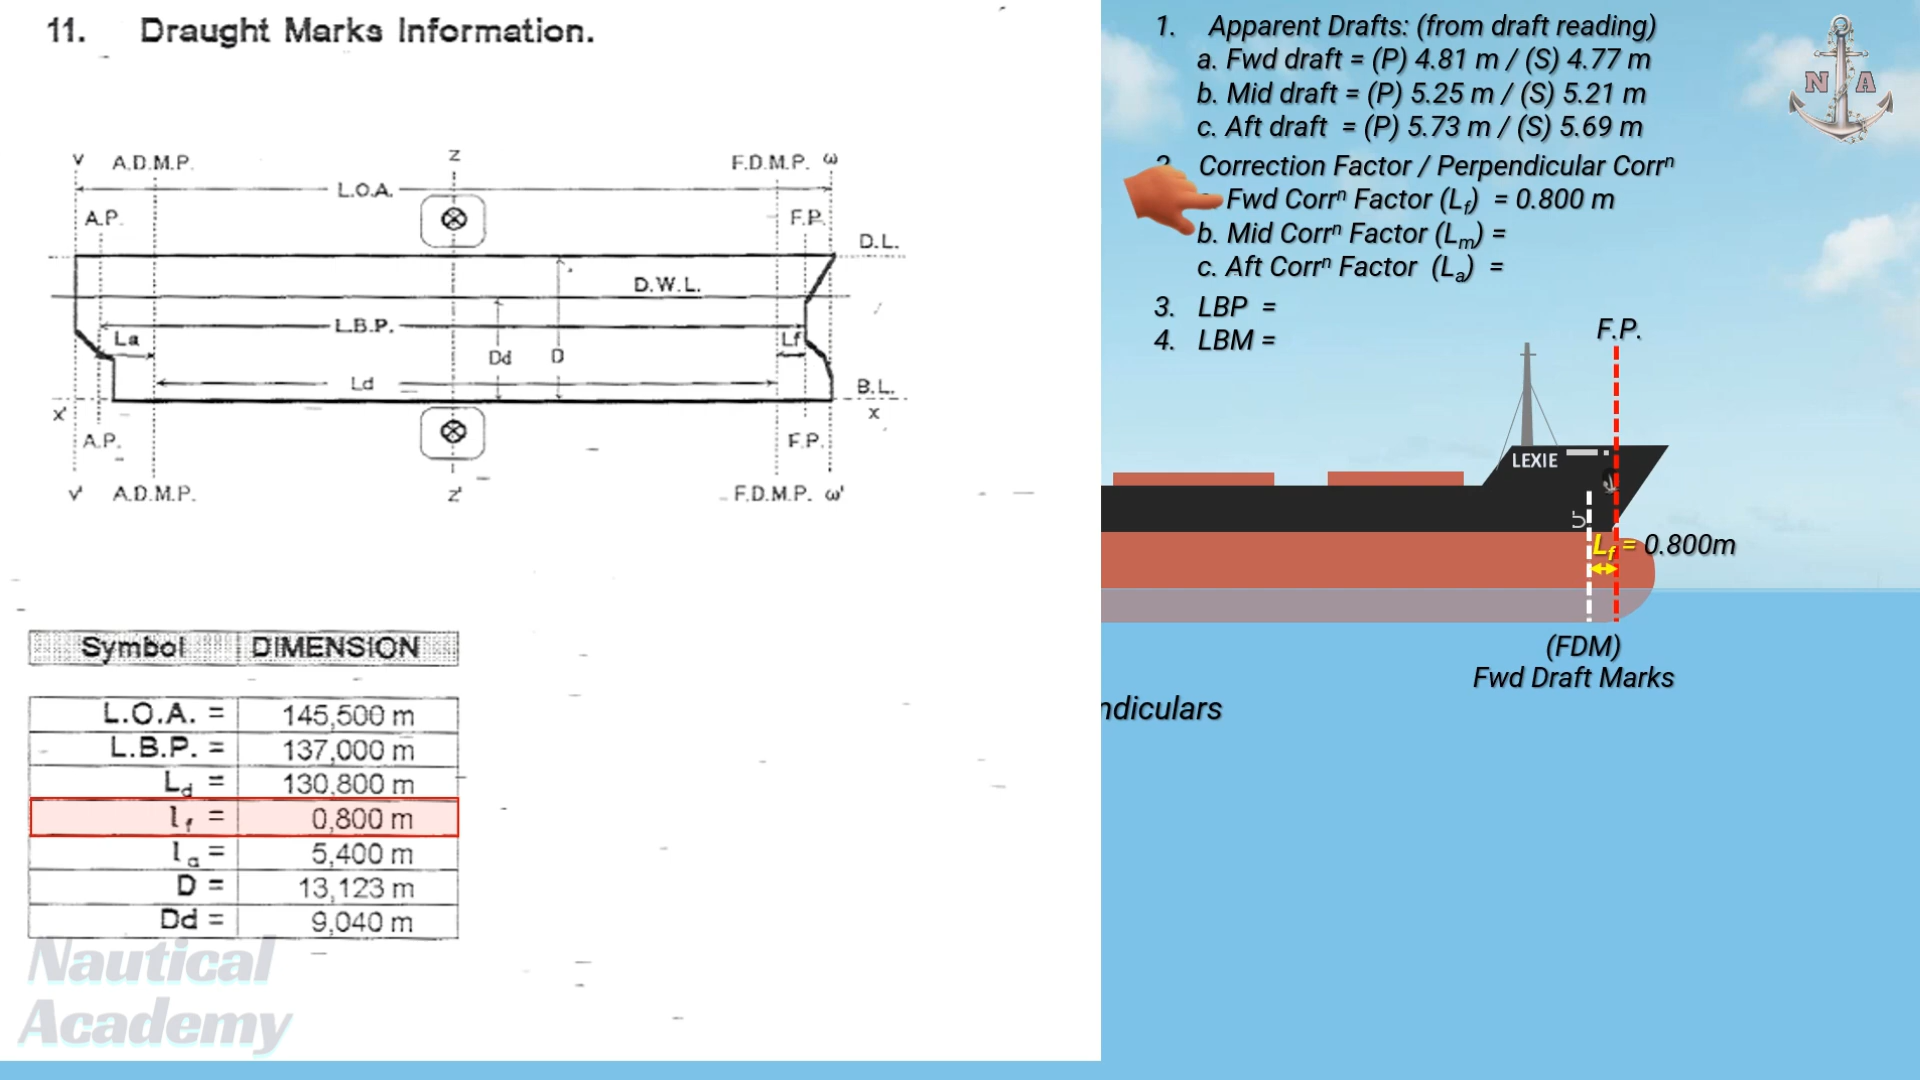 11. Draught Marks Information.
v A.D.M.P. z F.D.M.P. ω
L.O.A.
A.P. F.P.
D.L.
D.W.L.
L.B.P.
La Lf
Dd D
Ld
B.L.
x' x
A.P. F.P.
v' A.D.M.P. z' F.D.M.P. ω'
Symbol DIMENSION
L.O.A. = 145,500 m
L.B.P. = 137,000 m
Ld = 130,800 m
lf = 0,800 m
la = 5,400 m
D = 13,123 m
Dd = 9,040 m
Nautical
Academy
1. Apparent Drafts: (from draft reading)
a. Fwd draft = (P) 4.81 m / (S) 4.77 m
b. Mid draft = (P) 5.25 m / (S) 5.21 m
c. Aft draft = (P) 5.73 m / (S) 5.69 m
Correction Factor / Perpendicular Corrⁿ
Fwd Corrⁿ Factor (Lf) = 0.800 m
b. Mid Corrⁿ Factor (Lm) =
c. Aft Corrⁿ Factor (La) =
3. LBP =
4. LBM =
N A
F.P.
LEXIE
Lf = 0.800m
(FDM)
Fwd Draft Marks
ndiculars